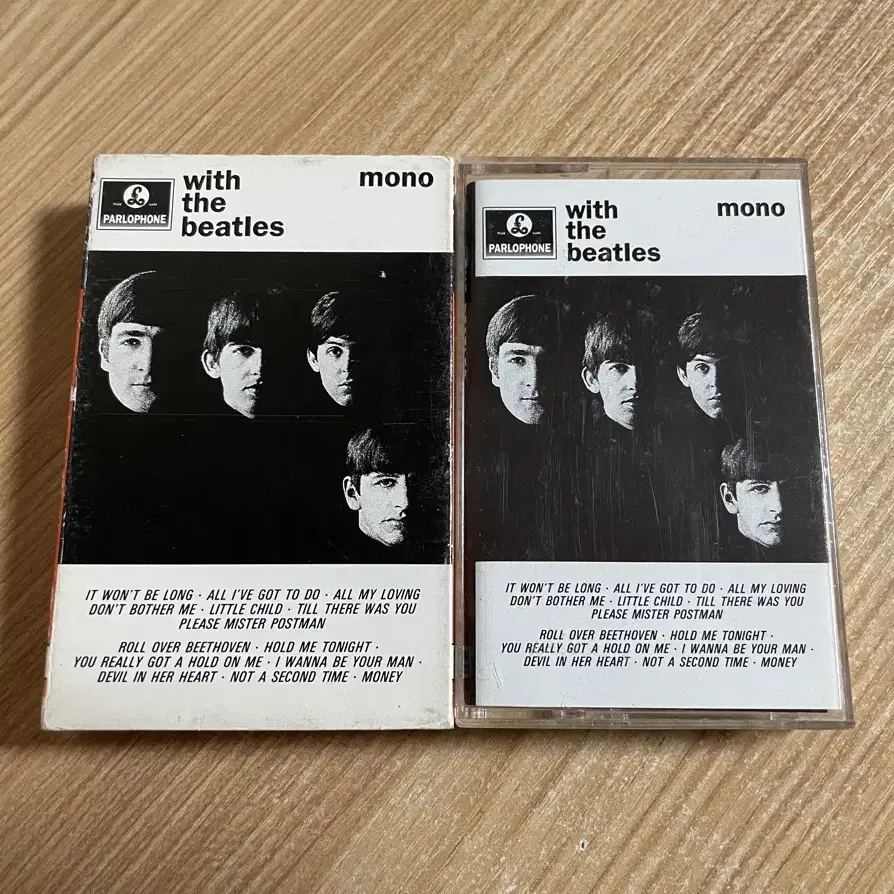 with
the
beatles
mono
£
TRADE MARK
PARLOPHONE
IT WON'T BE LONG · ALL I'VE GOT TO DO · ALL MY LOVING
DON'T BOTHER ME · LITTLE CHILD · TILL THERE WAS YOU
PLEASE MISTER POSTMAN
ROLL OVER BEETHOVEN · HOLD ME TONIGHT ·
YOU REALLY GOT A HOLD ON ME · I WANNA BE YOUR MAN ·
DEVIL IN HER HEART · NOT A SECOND TIME · MONEY
with
the
beatles
mono
£
PARLOPHONE
IT WON'T BE LONG · ALL I'VE GOT TO DO · ALL MY LOVING
DON'T BOTHER ME · LITTLE CHILD · TILL THERE WAS YOU
PLEASE MISTER POSTMAN
ROLL OVER BEETHOVEN · HOLD ME TONIGHT ·
YOU REALLY GOT A HOLD ON ME · I WANNA BE YOUR MAN ·
DEVIL IN HER HEART · NOT A SECOND TIME · MONEY